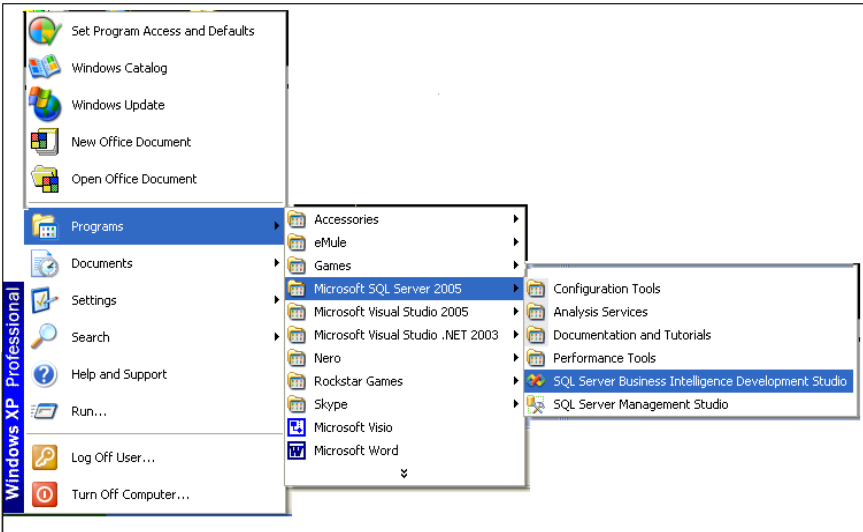 Set Program Access and Defaults
Windows Catalog
Windows Update
New Office Document
Open Office Document
Programs
Documents
Settings
Search
Help and Support
Run...
Log Off User...
Turn Off Computer...
Windows XP Professional
Accessories
eMule
Games
Microsoft SQL Server 2005
Microsoft Visual Studio 2005
Microsoft Visual Studio .NET 2003
Nero
Rockstar Games
Skype
Microsoft Visio
Microsoft Word
Configuration Tools
Analysis Services
Documentation and Tutorials
Performance Tools
SQL Server Business Intelligence Development Studio
SQL Server Management Studio